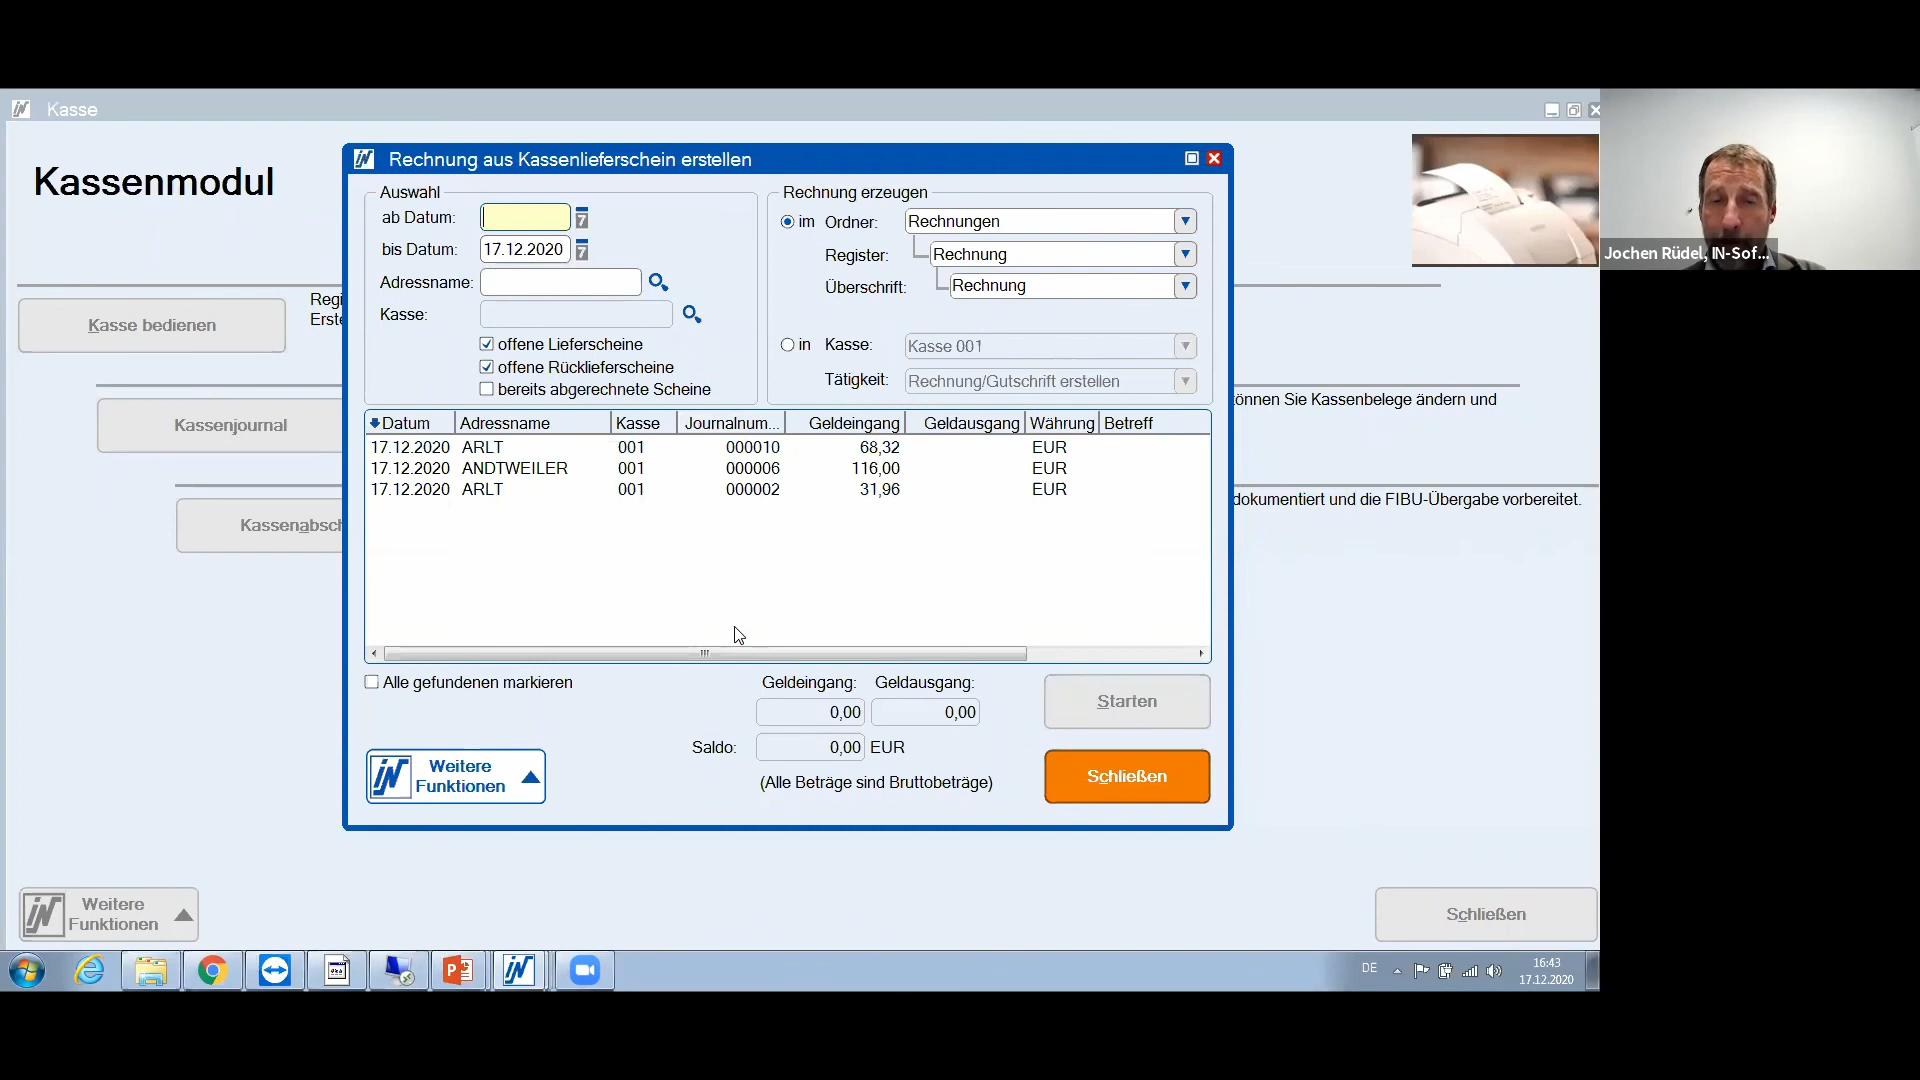 Kasse
Kassenmodul
Kasse bedienen
Regi
Erste
Kassenjournal
können Sie Kassenbelege ändern und
Kassenabsch
dokumentiert und die FIBU-Übergabe vorbereitet.
Rechnung aus Kassenlieferschein erstellen
Auswahl
ab Datum:
7
bis Datum: 17.12.2020
7
Adressname:
Kasse:
offene Lieferscheine
offene Rücklieferscheine
bereits abgerechnete Scheine
Rechnung erzeugen
im Ordner: Rechnungen
Register: Rechnung
Überschrift: Rechnung
in Kasse: Kasse 001
Tätigkeit: Rechnung/Gutschrift erstellen
Datum Adressname Kasse Journalnum... Geldeingang Geldausgang Währung Betreff
17.12.2020 ARLT 001 000010 68,32 EUR
17.12.2020 ANDTWEILER 001 000006 116,00 EUR
17.12.2020 ARLT 001 000002 31,96 EUR
Alle gefundenen markieren
Geldeingang: Geldausgang:
0,00 0,00
Saldo: 0,00 EUR
(Alle Beträge sind Bruttobeträge)
Starten
Schließen
Weitere
Funktionen
Weitere
Funktionen
Schließen
Jochen Rüdel, IN-Sof...
DE
16:43
17.12.2020